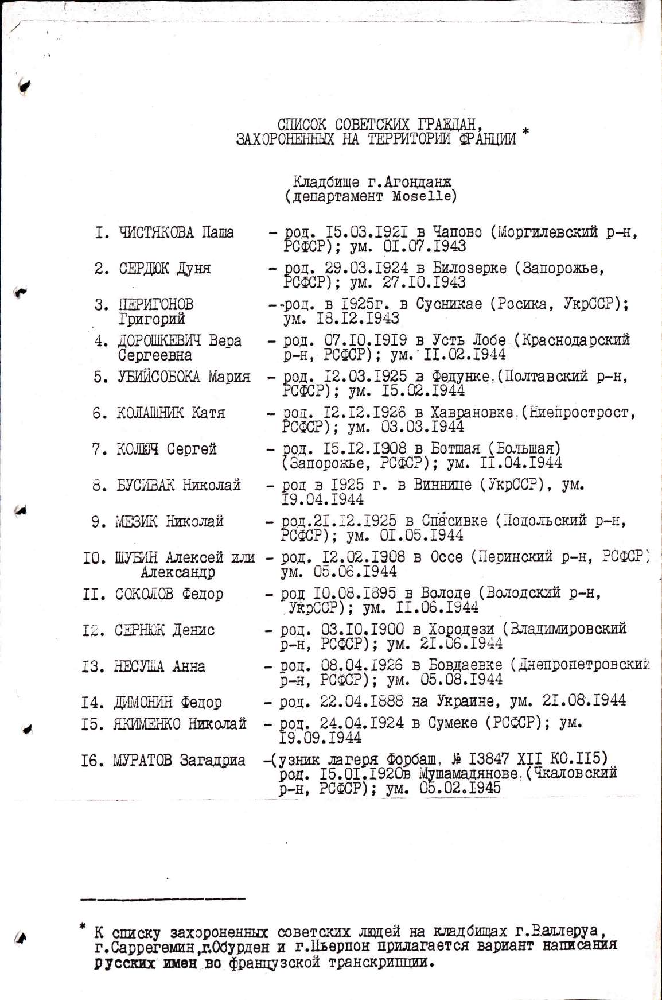 СПИСОК СОВЕТСКИХ ГРАЖДАН,
ЗАХОРОНЕННЫХ НА ТЕРРИТОРИИ ФРАНЦИИ *
Кладбище г.Агонданж
(департамент Moselle)
I. ЧИСТЯКОВА Паша - род. I5.03.I92I в Чапово (Моргилевский р-н,
РСФСР); ум. 0I.07.I943
2. СЕРДЮК Дуня - род. 29.03.I924 в Билозерке (Запорожье,
РСФСР); ум. 27.I0.I943
3. ПЕРИГОНОВ --род. в I925г. в Сусникае (Росика, УкрССР);
Григорий ум. I8.I2.I943
4. ДОРОШКЕВИЧ Вера - род. 07.I0.I9I9 в Усть Лобе (Краснодарский
Сергеевна р-н, РСФСР); ум. II.02.I944
5. УБИЙСОБОКА Мария - род. I2.03.I925 в Федунке (Полтавский р-н,
РСФСР); ум. I5.02.I944
6. КОЛАШНИК Катя - род. I2.I2.I926 в Хаврановке (Ниепрострост,
РСФСР); ум. 03.03.I944
7. КОЛЮЧ Сергей - род. I5.I2.I908 в Ботшая (Большая)
(Запорожье, РСФСР); ум. II.04.I944
8. БУСИВАК Николай - род в I925 г. в Виннице (УкрССР), ум.
I9.04.I944
9. МЕЗИК Николай - род.2I.I2.I925 в Спасивке (Подольский р-н,
РСФСР); ум. 0I.05.I944
I0. ШУБИН Алексей или - род. I2.02.I908 в Оссе (Перинский р-н, РСФСР)
Александр ум. 05.06.I944
II. СОКОЛОВ Федор - род I0.08.I895 в Володе (Володский р-н,
УкрССР); ум. II.06.I944
I2. СЕРНЮК Денис - род. 03.I0.I900 в Хородези (Владимировский
р-н, РСФСР); ум. 2I.06.I944
I3. НЕСУША Анна - род. 08.04.I926 в Бовдаевке (Днепропетровский
р-н, РСФСР); ум. 05.08.I944
I4. ДИМОНИН Федор - род. 22.04.I888 на Украине, ум. 2I.08.I944
I5. ЯКИМЕНКО Николай - род. 24.04.I924 в Сумеке (РСФСР); ум.
I9.09.I944
I6. МУРАТОВ Загадриа -(узник лагеря Форбаш, № I3847 XII КО.II5)
род. I5.0I.I920в Мушамадянове (Чкаловский
р-н, РСФСР); ум. 05.02.I945
* К списку захороненных советских людей на кладбищах г.Валлеруа,
г.Саррегемин,г.Обурден и г.Пьерпон прилагается вариант написания
русских имен во французской транскрипции.